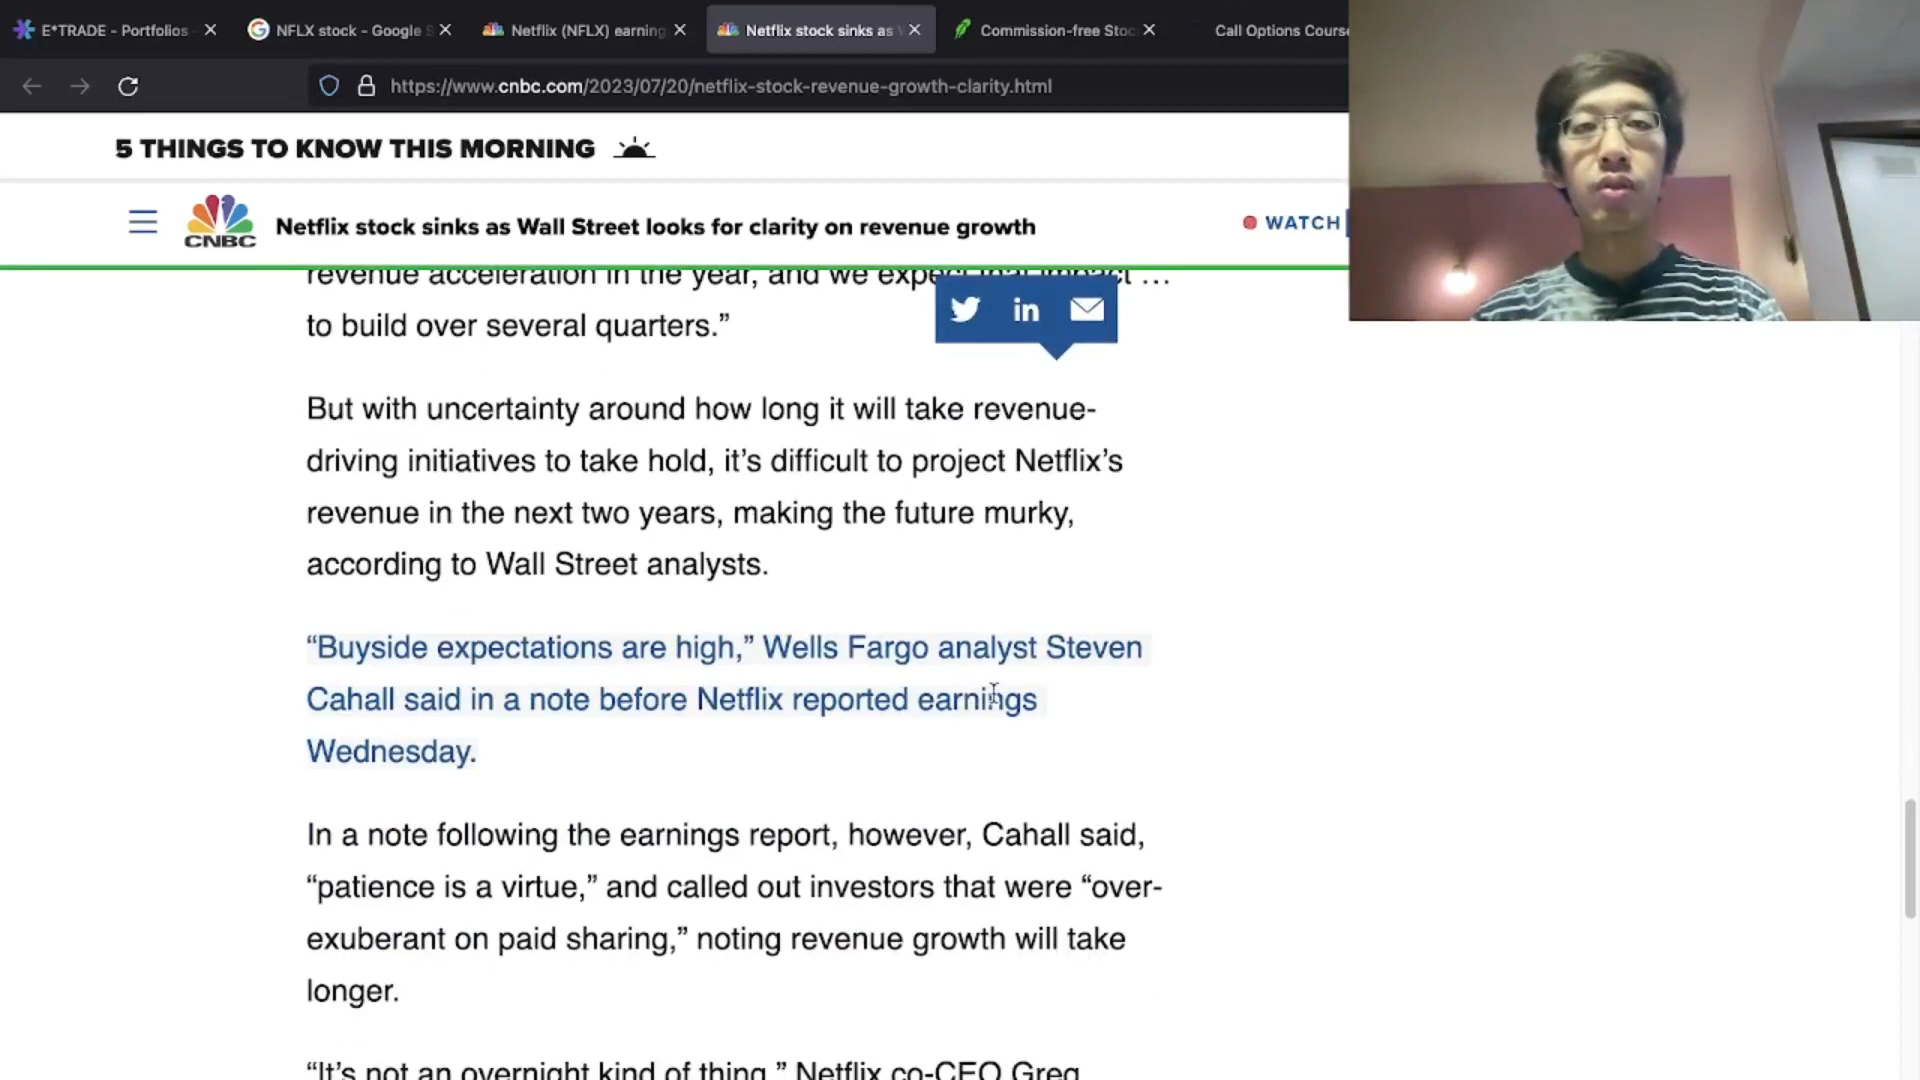 E*TRADE - Portfolios
NFLX stock - Google S
Netflix (NFLX) earning
Netflix stock sinks as
Commission-free Stoc
Call Options Course
https://www.cnbc.com/2023/07/20/netflix-stock-revenue-growth-clarity.html
5 THINGS TO KNOW THIS MORNING
CNBC
Netflix stock sinks as Wall Street looks for clarity on revenue growth
WATCH
revenue acceleration in the year, and we expect that impact …
to build over several quarters.”
But with uncertainty around how long it will take revenue-
driving initiatives to take hold, it’s difficult to project Netflix’s
revenue in the next two years, making the future murky,
according to Wall Street analysts.
“Buyside expectations are high,” Wells Fargo analyst Steven
Cahall said in a note before Netflix reported earnings
Wednesday.
In a note following the earnings report, however, Cahall said,
“patience is a virtue,” and called out investors that were “over-
exuberant on paid sharing,” noting revenue growth will take
longer.
“It’s not an overnight kind of thing,” Netflix co-CEO Greg